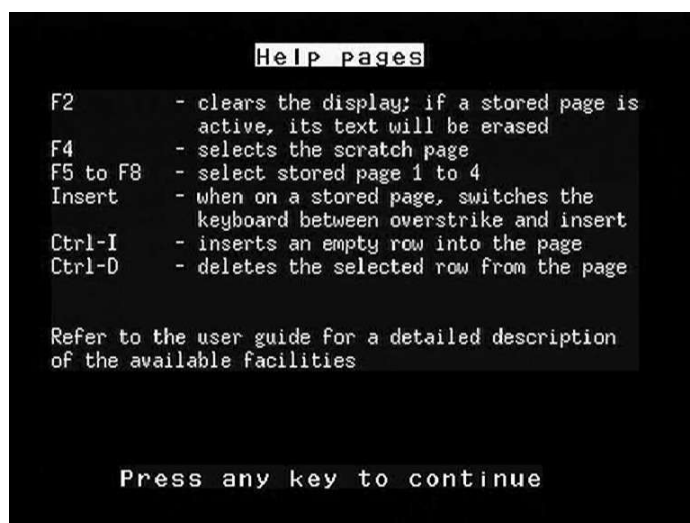 Help pages
F2 - clears the display; if a stored page is
active, its text will be erased
F4 - selects the scratch page
F5 to F8 - select stored page 1 to 4
Insert - when on a stored page, switches the
keyboard between overstrike and insert
Ctrl-I - inserts an empty row into the page
Ctrl-D - deletes the selected row from the page
Refer to the user guide for a detailed description
of the available facilities
Press any key to continue